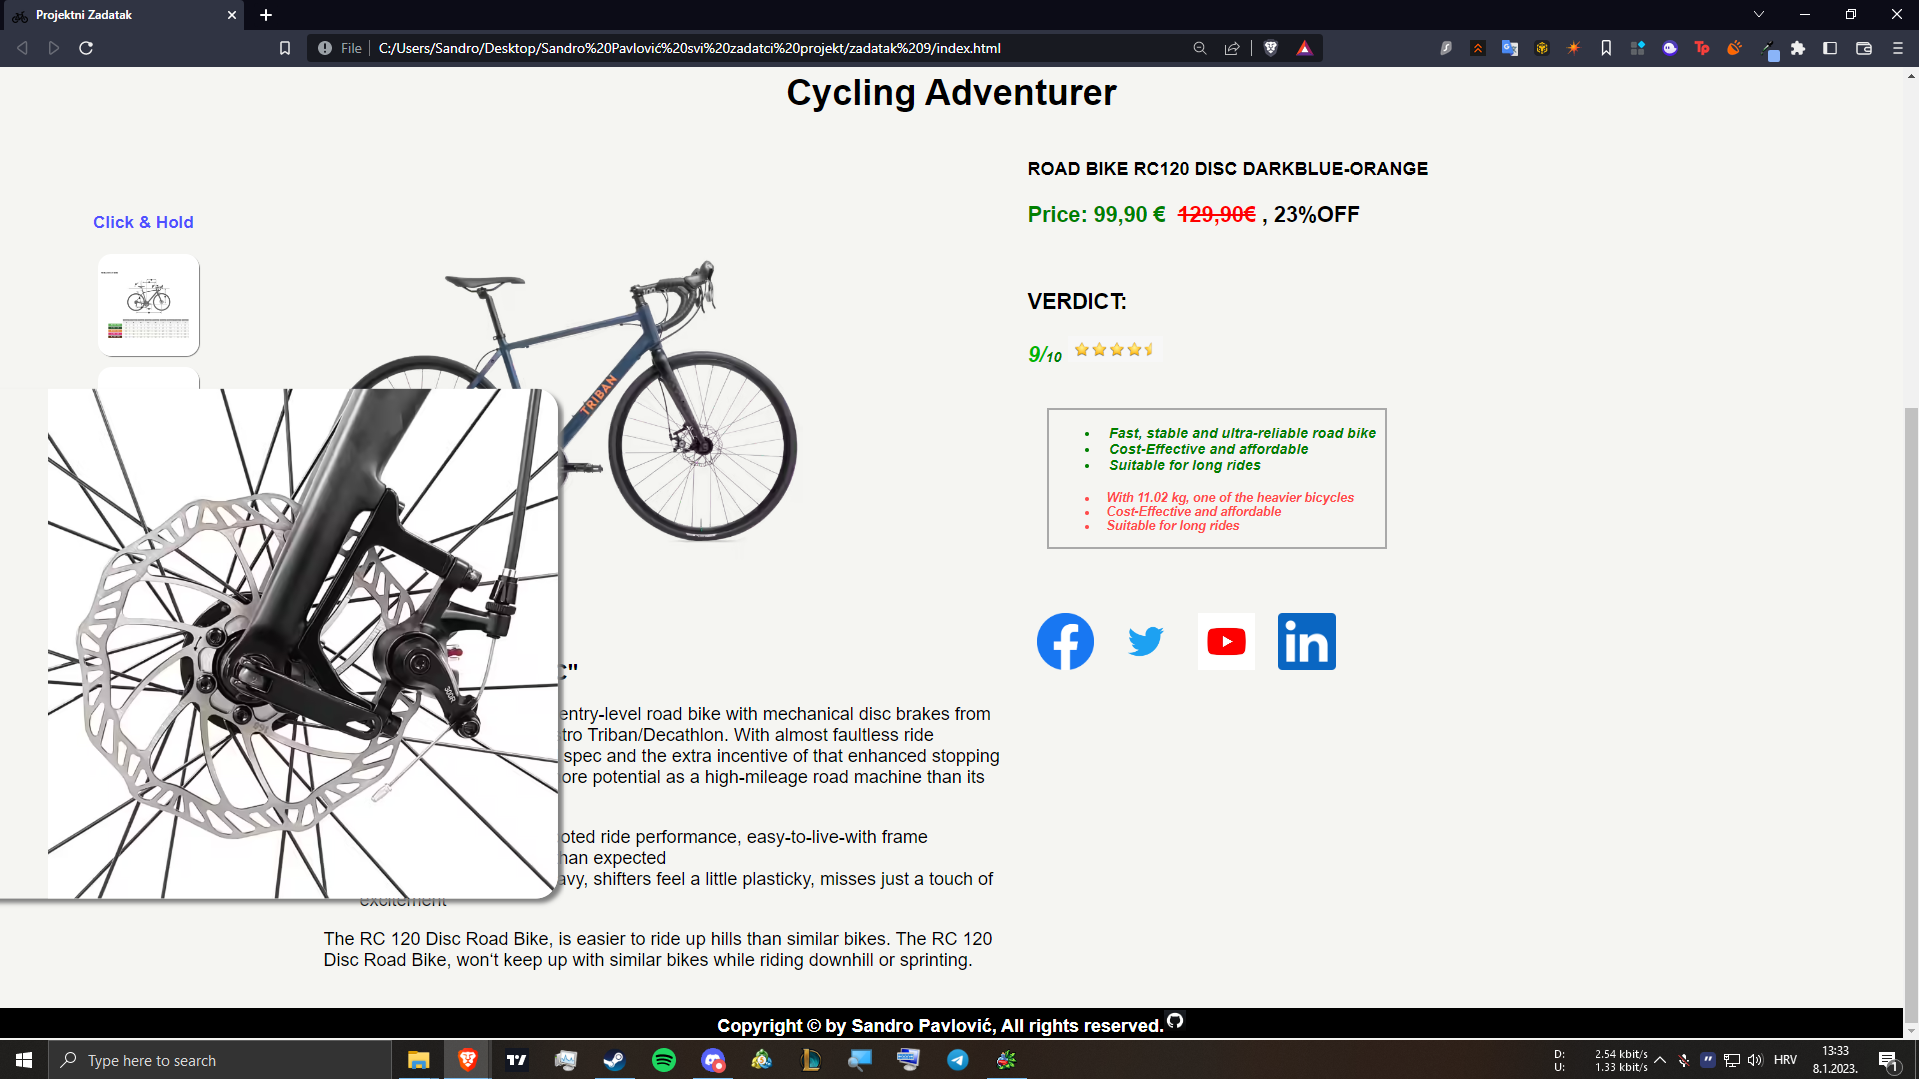 Projektni Zadatak
File
C:/Users/Sandro/Desktop/Sandro%20Pavlović%20svi%20zadatci%20projekt/zadatak%209/index.html
Tp
Cycling Adventurer
Click & Hold
TRIBAN
300R
ROAD BIKE RC120 DISC DARKBLUE-ORANGE
Price: 99,90 € 129,90€ , 23%OFF
VERDICT:
9/10
Fast, stable and ultra-reliable road bike
Cost-Effective and affordable
Suitable for long rides
With 11.02 kg, one of the heavier bicycles
Cost-Effective and affordable
Suitable for long rides
in
C"
entry-level road bike with mechanical disc brakes from
tro Triban/Decathlon. With almost faultless ride
spec and the extra incentive of that enhanced stopping
ore potential as a high-mileage road machine than its
oted ride performance, easy-to-live-with frame
han expected
avy, shifters feel a little plasticky, misses just a touch of
excitement
The RC 120 Disc Road Bike, is easier to ride up hills than similar bikes. The RC 120
Disc Road Bike, won't keep up with similar bikes while riding downhill or sprinting.
Copyright © by Sandro Pavlović, All rights reserved.
Type here to search
D: 2.54 kbit/s
U: 1.33 kbit/s
HRV
13:33
8.1.2023.
1